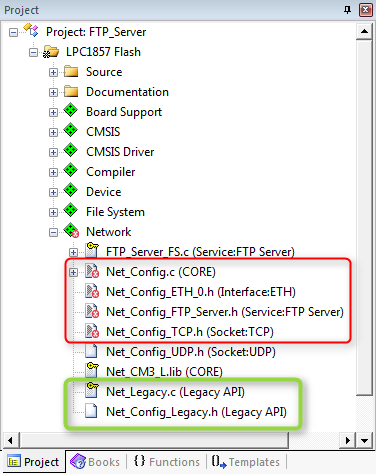 Project
Project: FTP_Server
LPC1857 Flash
Source
Documentation
Board Support
CMSIS
CMSIS Driver
Compiler
Device
File System
Network
FTP_Server_FS.c (Service:FTP Server)
Net_Config.c (CORE)
Net_Config_ETH_0.h (Interface:ETH)
Net_Config_FTP_Server.h (Service:FTP Server)
Net_Config_TCP.h (Socket:TCP)
Net_Config_UDP.h (Socket:UDP)
Net_CM3_L.lib (CORE)
Net_Legacy.c (Legacy API)
Net_Config_Legacy.h (Legacy API)
Project Books {} Functions Templates